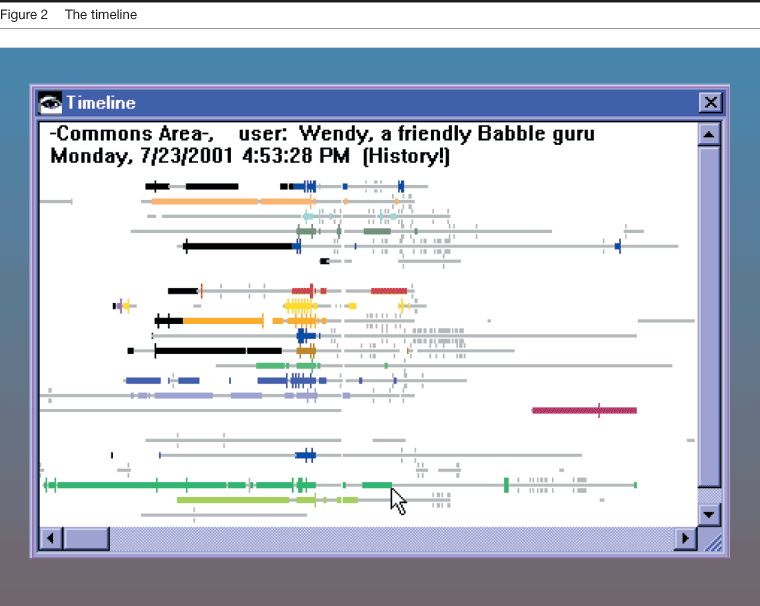 Figure 2 The timeline
Timeline
-Commons Area-, user: Wendy, a friendly Babble guru
Monday, 7/23/2001 4:53:28 PM (History!)